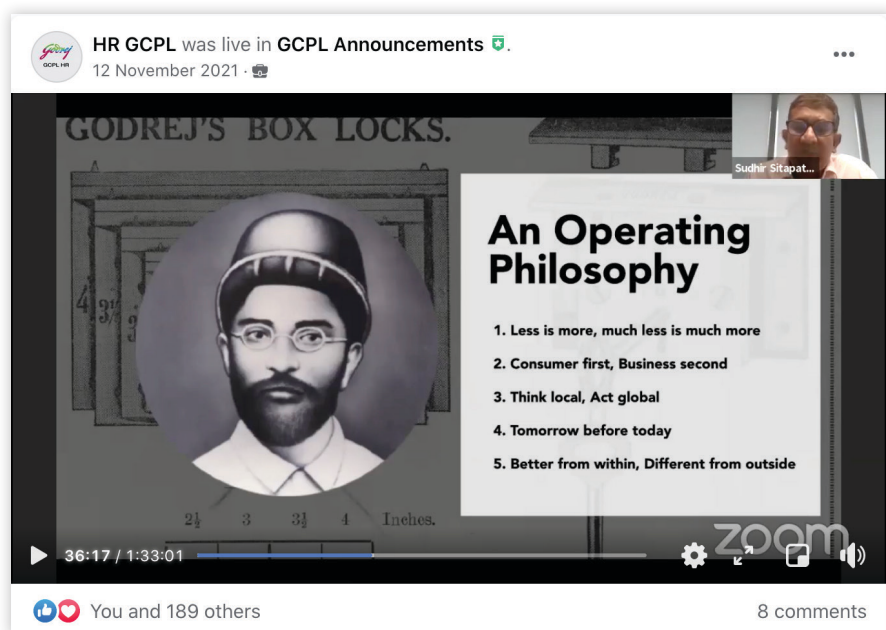 HR GCPL was live in GCPL Announcements.
12 November 2021 ·
Godrej
GCPL HR
GODREJ'S BOX LOCKS.
Sudhir Sitapat...
An Operating
Philosophy
1. Less is more, much less is much more
2. Consumer first, Business second
3. Think local, Act global
4. Tomorrow before today
5. Better from within, Different from outside
2½ 3 3½ 4 Inches.
zoom
36:17 / 1:33:01
You and 189 others
8 comments